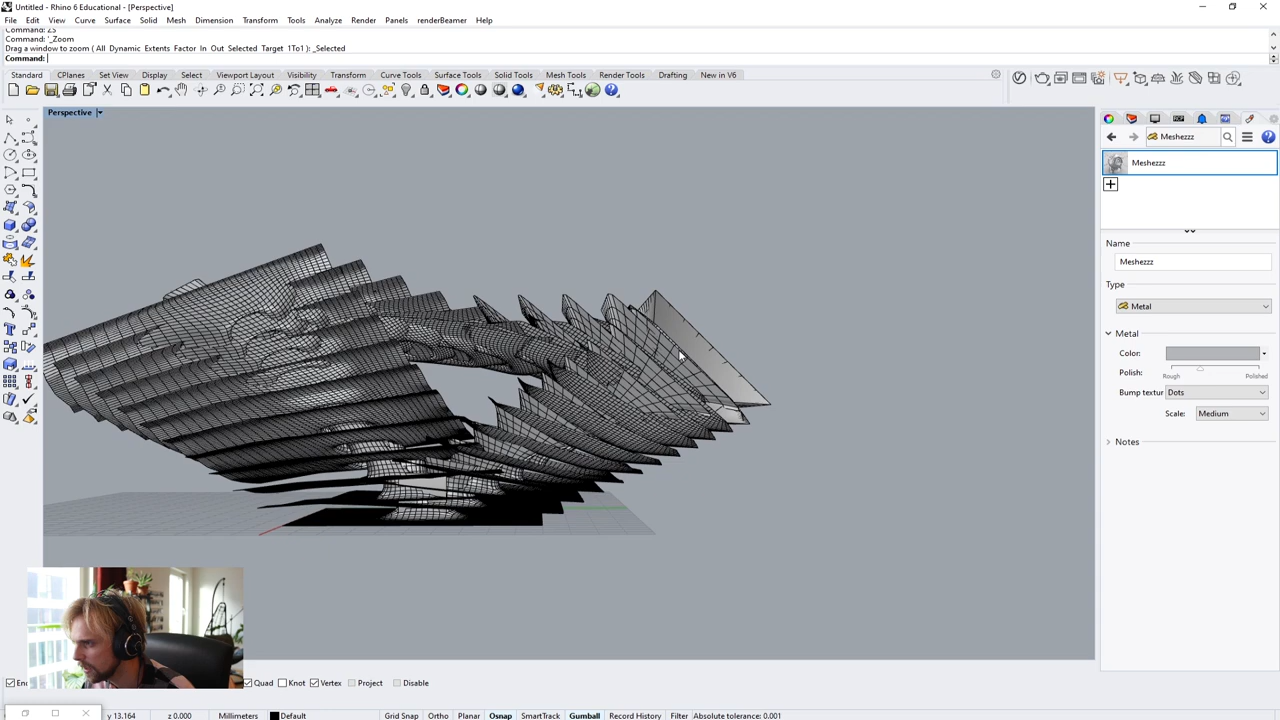 Untitled - Rhino 6 Educational - [Perspective]
File Edit View Curve Surface Solid Mesh Dimension Transform Tools Analyze Render Panels renderBeamer Help
Command: ZS
Command: '_Zoom
Drag a window to zoom ( All Dynamic Extents Factor In Out Selected Target 1To1 ): _Selected
Command:
Standard CPlanes Set View Display Select Viewport Layout Visibility Transform Curve Tools Surface Tools Solid Tools Mesh Tools Render Tools Drafting New in V6
Perspective
Meshezzz
Meshezzz
Name
Meshezzz
Type
Metal
Metal
Color:
Polish:
Rough Polished
Bump textur Dots
Scale: Medium
Notes
En Quad Knot Vertex Project Disable
y 13.164 z 0.000 Millimeters Default Grid Snap Ortho Planar Osnap SmartTrack Gumball Record History Filter Absolute tolerance: 0.001